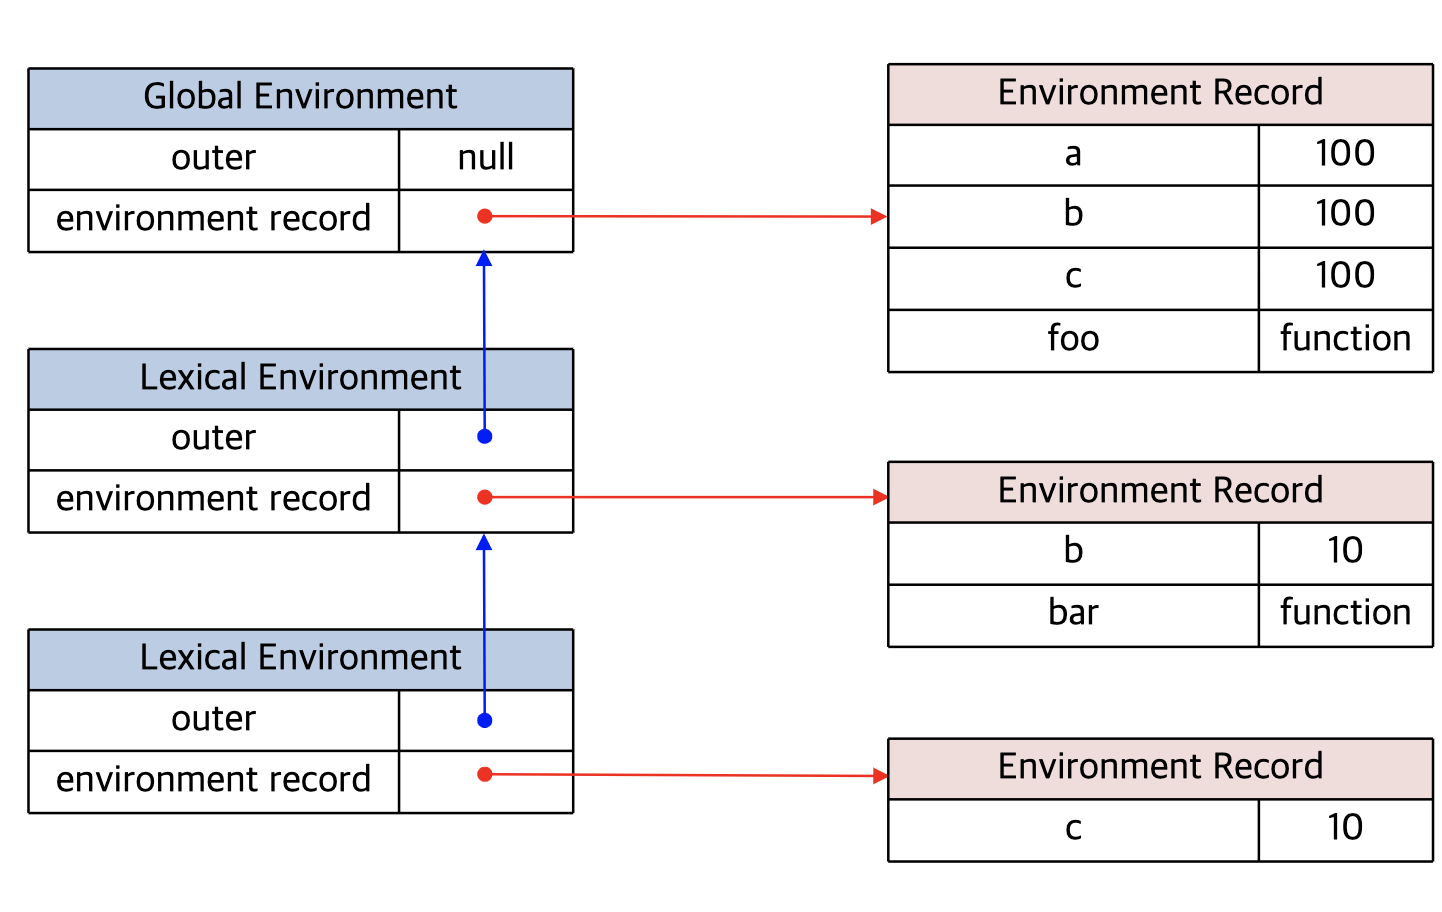 Global Environment
outer null
environment record
Environment Record
a 100
b 100
c 100
foo function
Lexical Environment
outer
environment record
Environment Record
b 10
bar function
Lexical Environment
outer
environment record
Environment Record
c 10